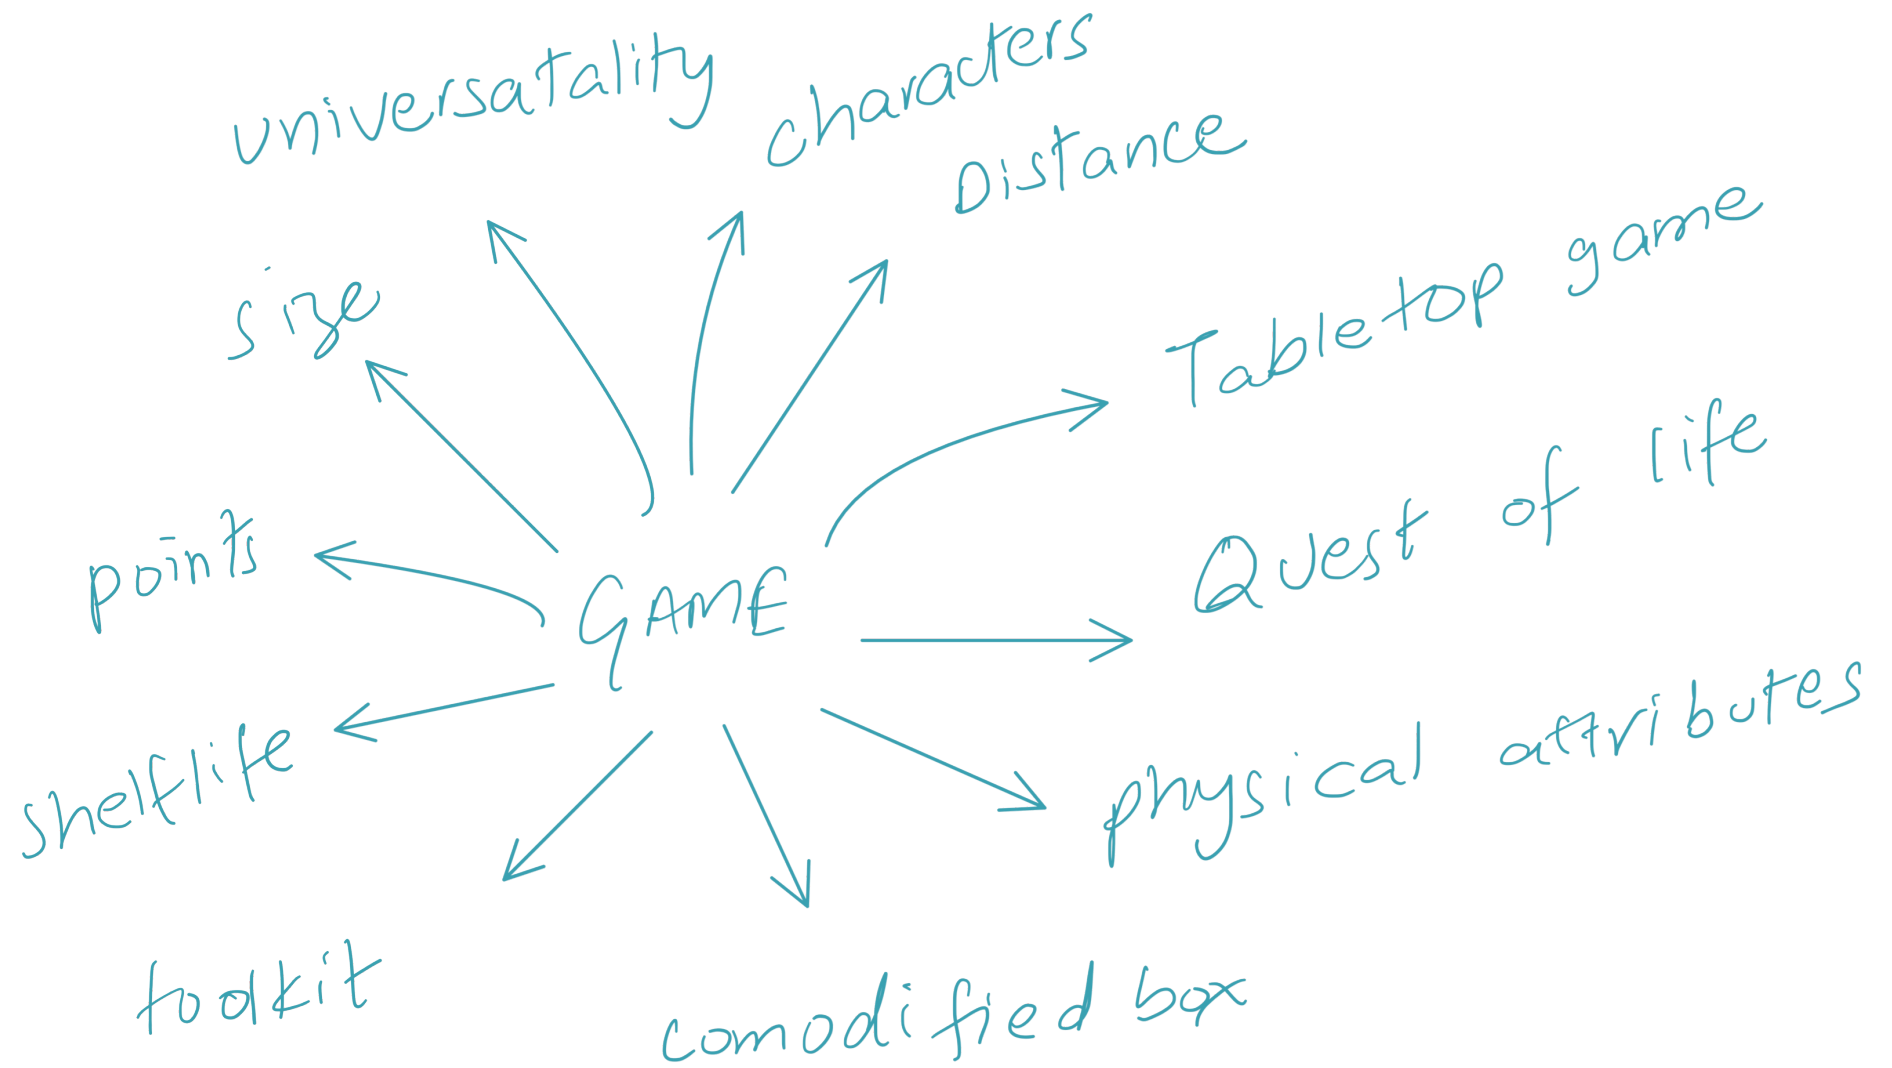 universatality
characters
Distance
size
Tabletop game
points
GAME
Quest of life
shelflife
physical attributes
toolkit
comodified box